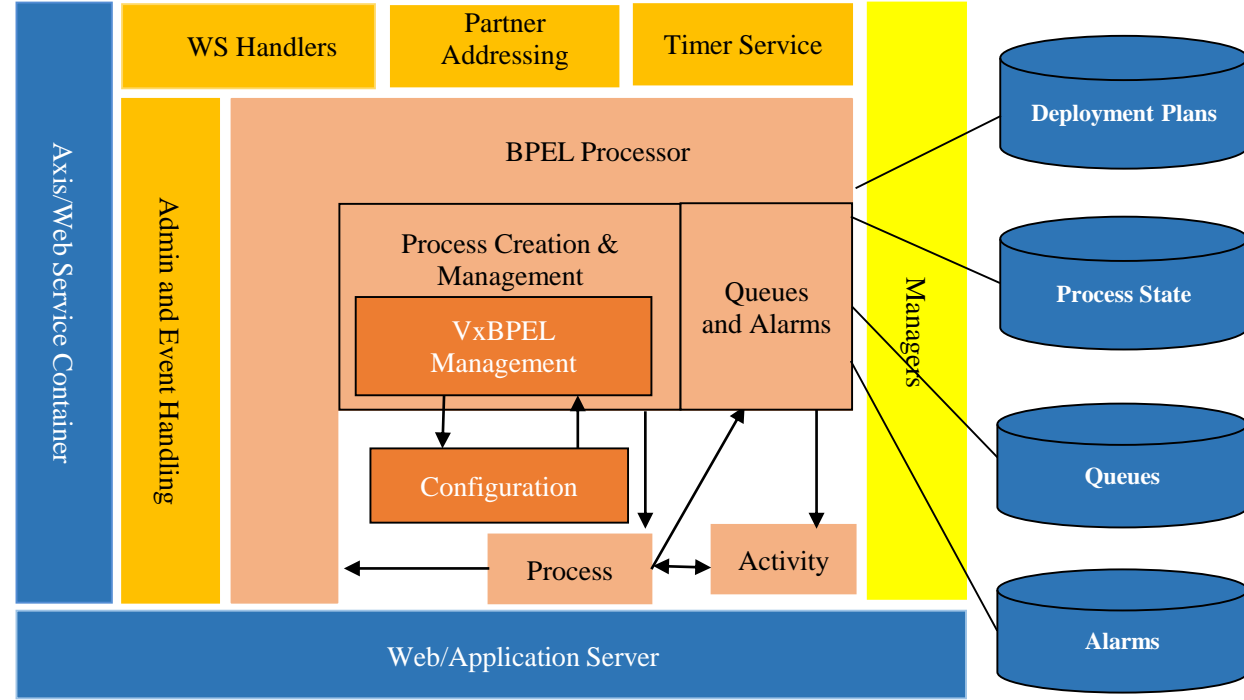 WS Handlers
Partner
Addressing
Timer Service
Deployment Plans
BPEL Processor
Axis/Web Service Container
Admin and Event Handling
Process Creation &
Management
Queues
and Alarms
Managers
Process State
VxBPEL
Management
Configuration
Queues
Process
Activity
Alarms
Web/Application Server